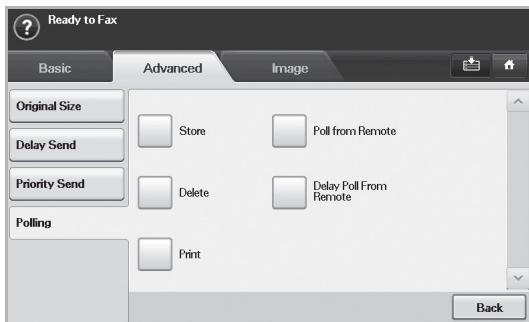 ? Ready to Fax
Basic Advanced Image
Original Size
Delay Send
Priority Send
Polling
Store Poll from Remote
Delete Delay Poll From
Remote
Print
Back